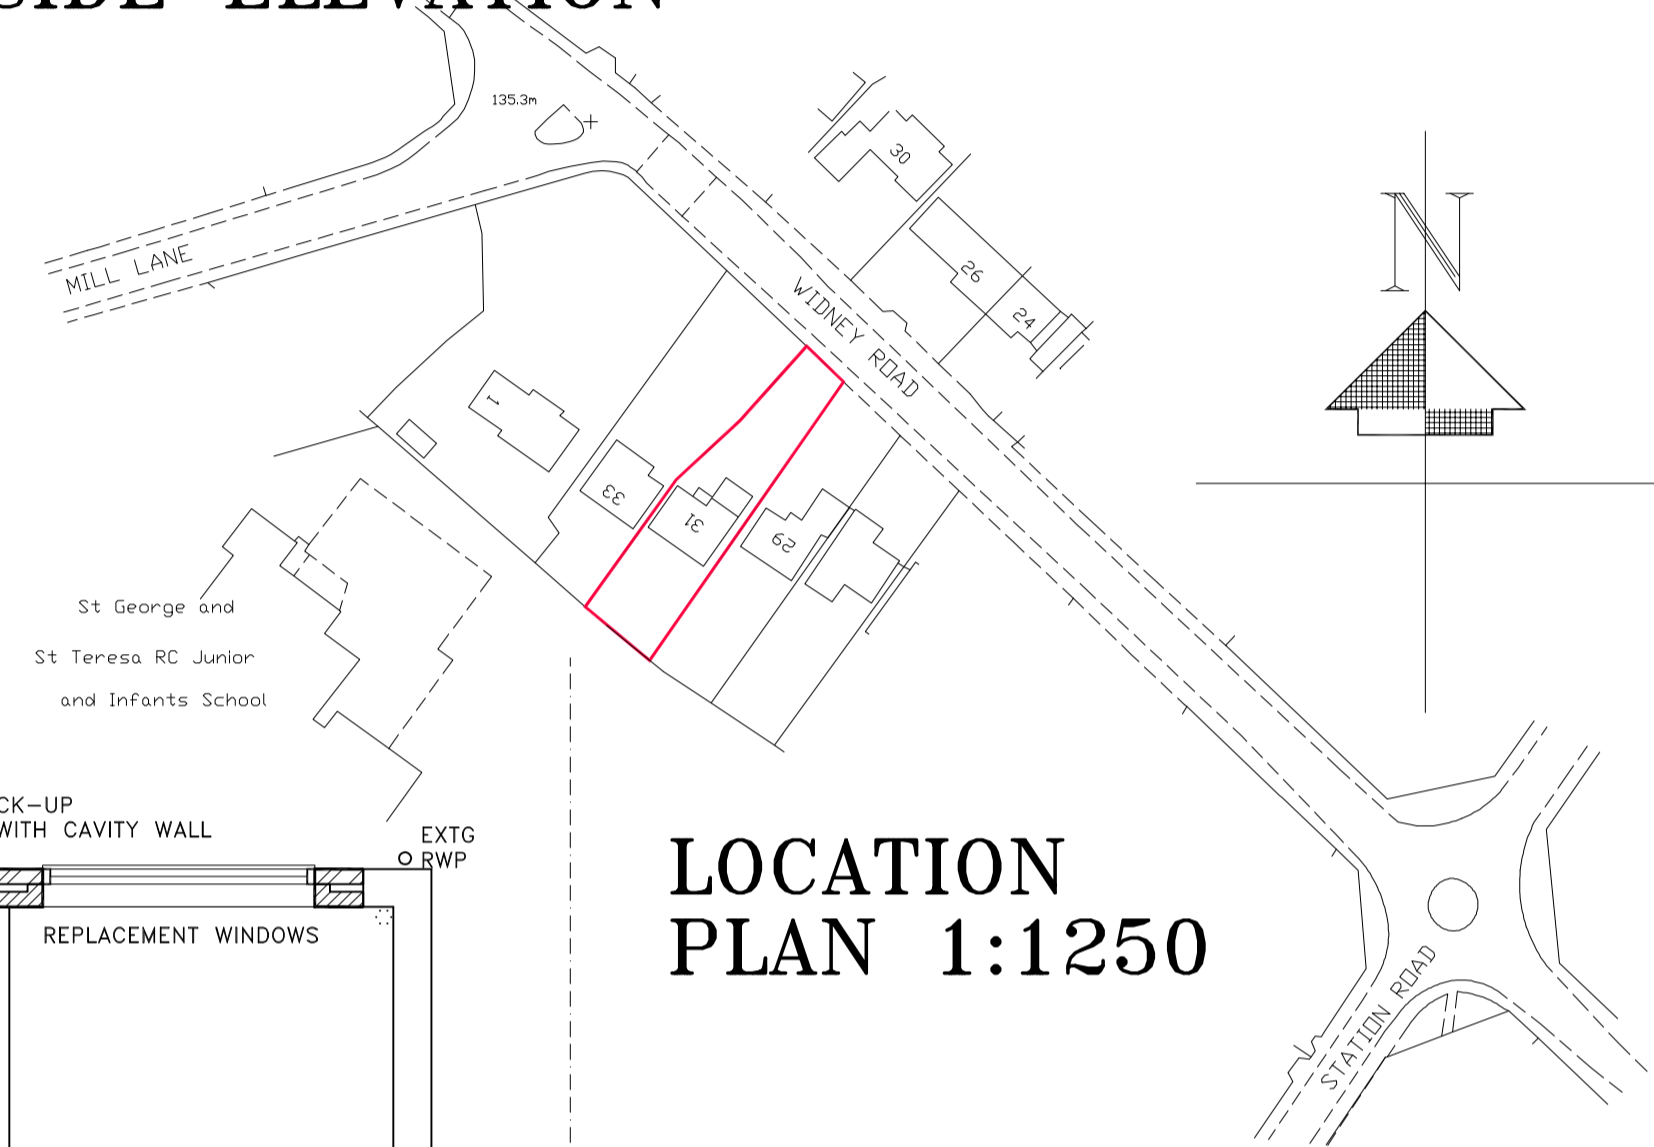 SIDE ELEVATION
135.3m
30
N
MILL LANE
26
WIDNEY ROAD
24
1
33
31
29
St George and
St Teresa RC Junior
and Infants School
CK-UP
WITH CAVITY WALL
EXTG
RWP
REPLACEMENT WINDOWS
LOCATION
PLAN 1:1250
STATION ROAD